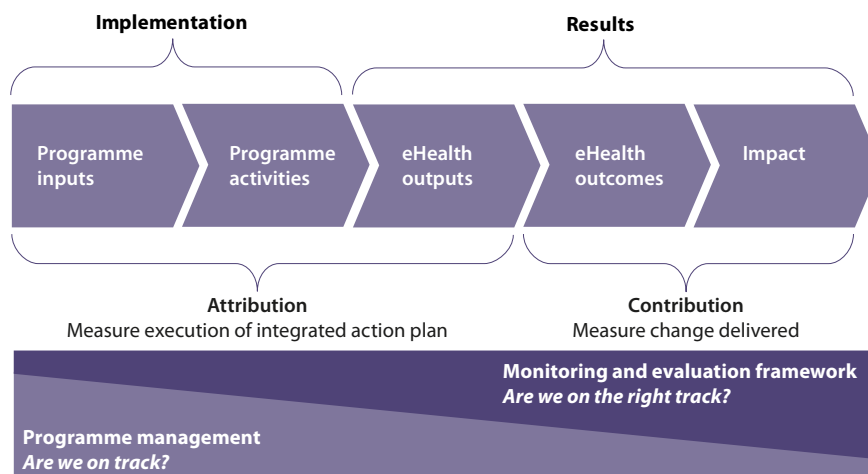 Implementation
Results
Programme
inputs
Programme
activities
eHealth
outputs
eHealth
outcomes
Impact
Attribution
Measure execution of integrated action plan
Contribution
Measure change delivered
Monitoring and evaluation framework
Are we on the right track?
Programme management
Are we on track?